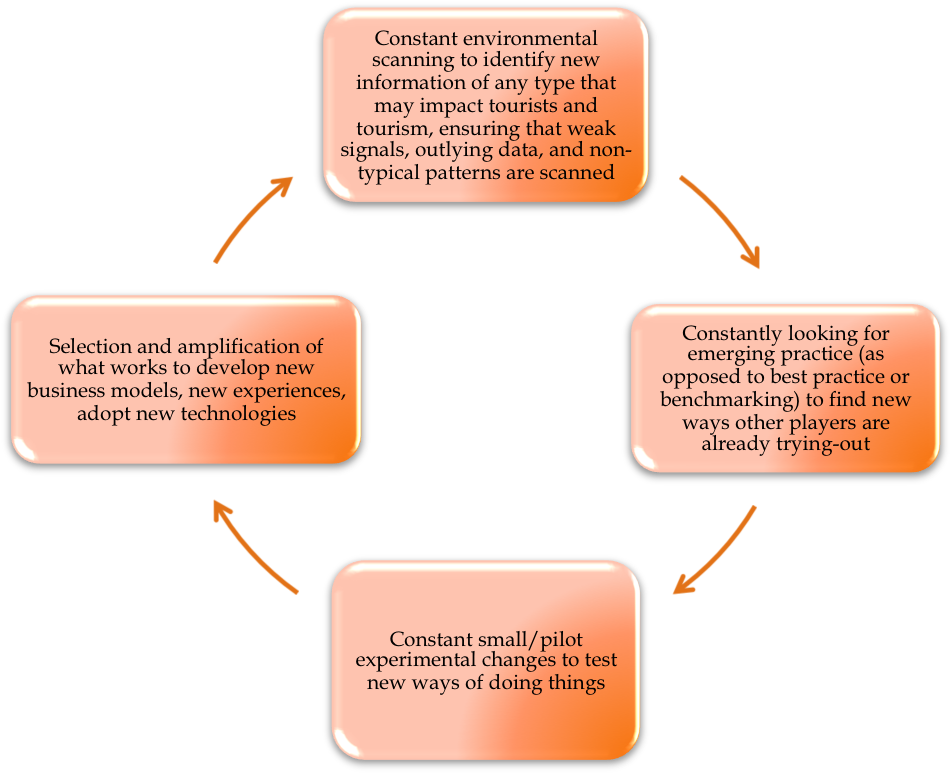 Constant environmental
scanning to identify new
information of any type that
may impact tourists and
tourism, ensuring that weak
signals, outlying data, and non-
typical patterns are scanned
Constantly looking for
emerging practice (as
opposed to best practice or
benchmarking) to find new
ways other players are
already trying-out
Constant small/pilot
experimental changes to test
new ways of doing things
Selection and amplification of
what works to develop new
business models, new experiences,
adopt new technologies